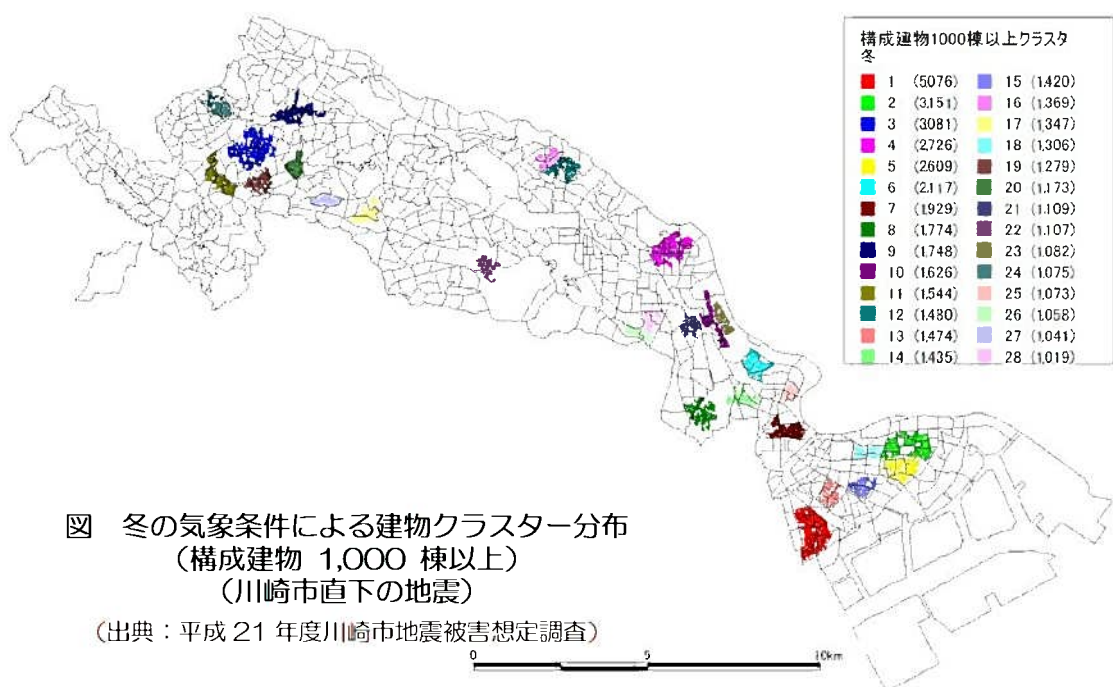 構成建物1000棟以上クラスタ
冬
1 (5,076) 15 (1,420)
2 (3,151) 16 (1,369)
3 (3,081) 17 (1,347)
4 (2,726) 18 (1,306)
5 (2,609) 19 (1,279)
6 (2,117) 20 (1,173)
7 (1,929) 21 (1,109)
8 (1,774) 22 (1,107)
9 (1,748) 23 (1,082)
10 (1,626) 24 (1,075)
11 (1,544) 25 (1,073)
12 (1,480) 26 (1,058)
13 (1,474) 27 (1,041)
14 (1,435) 28 (1,019)
図 冬の気象条件による建物クラスター分布
(構成建物 1,000 棟以上)
(川崎市直下の地震)
(出典:平成 21 年度川崎市地震被害想定調査)
0 5 10km